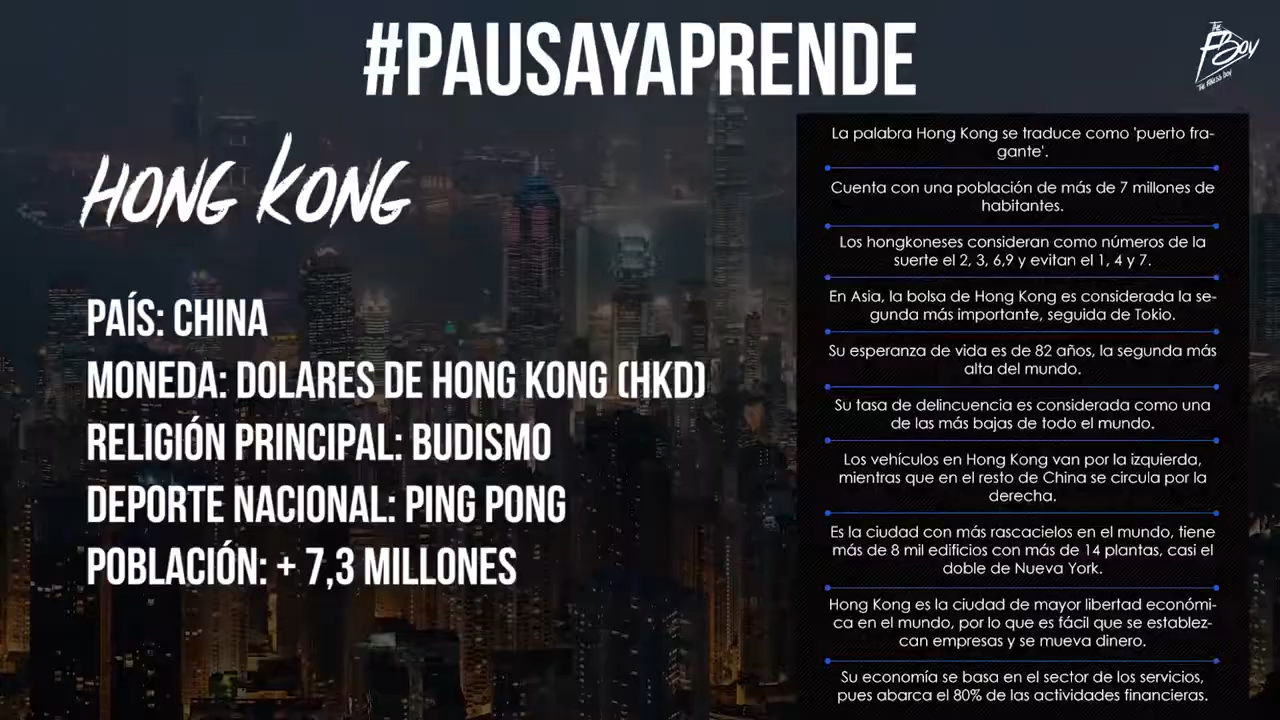 #PAUSAYAPRENDE
THE
FBOY
THE FITNESS BOY
HONG KONG
PAÍS: CHINA
MONEDA: DOLARES DE HONG KONG (HKD)
RELIGIÓN PRINCIPAL: BUDISMO
DEPORTE NACIONAL: PING PONG
POBLACIÓN: + 7,3 MILLONES
La palabra Hong Kong se traduce como 'puerto fra-
gante'.
Cuenta con una población de más de 7 millones de
habitantes.
Los hongkoneses consideran como números de la
suerte el 2, 3, 6,9 y evitan el 1, 4 y 7.
En Asia, la bolsa de Hong Kong es considerada la se-
gunda más importante, seguida de Tokio.
Su esperanza de vida es de 82 años, la segunda más
alta del mundo.
Su tasa de delincuencia es considerada como una
de las más bajas de todo el mundo.
Los vehículos en Hong Kong van por la izquierda,
mientras que en el resto de China se circula por la
derecha.
Es la ciudad con más rascacielos en el mundo, tiene
más de 8 mil edificios con más de 14 plantas, casi el
doble de Nueva York.
Hong Kong es la ciudad de mayor libertad económi-
ca en el mundo, por lo que es fácil que se establez-
can empresas y se mueva dinero.
Su economía se basa en el sector de los servicios,
pues abarca el 80% de las actividades financieras.